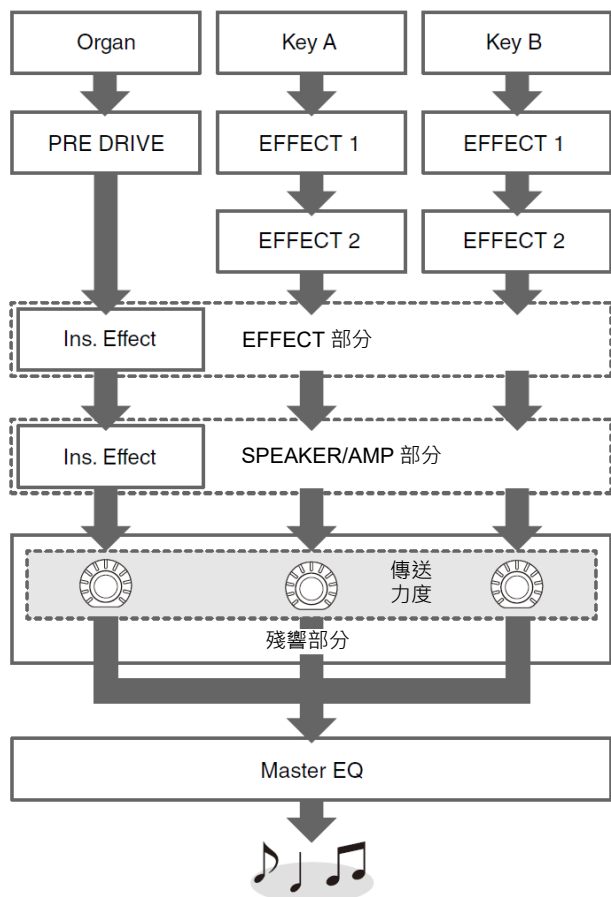 Organ
Key A
Key B
PRE DRIVE
EFFECT 1
EFFECT 1
EFFECT 2
EFFECT 2
Ins. Effect
EFFECT 部分
Ins. Effect
SPEAKER/AMP 部分
傳送
力度
殘響部分
Master EQ